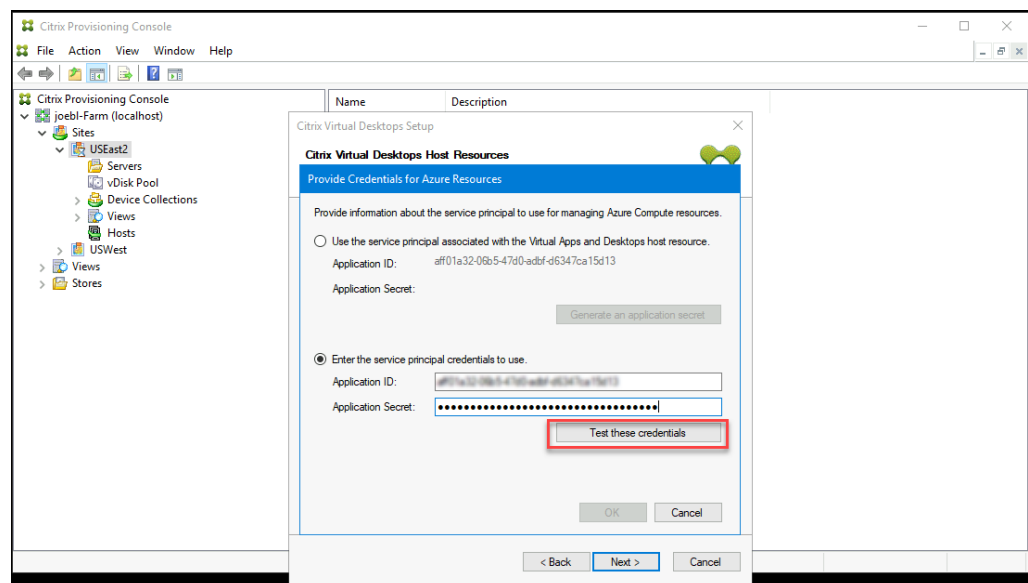 Citrix Provisioning Console
File Action View Window Help
Citrix Provisioning Console
joebl-Farm (localhost)
Sites
USEast2
Servers
vDisk Pool
Device Collections
Views
Hosts
USWest
Views
Stores
Name Description
Citrix Virtual Desktops Setup
Citrix Virtual Desktops Host Resources
Provide Credentials for Azure Resources
Provide information about the service principal to use for managing Azure Compute resources.
Use the service principal associated with the Virtual Apps and Desktops host resource.
Application ID: aff01a32-06b5-47d0-adbf-d6347ca15d13
Application Secret:
Generate an application secret
Enter the service principal credentials to use.
Application ID:
Application Secret:
Test these credentials
OK Cancel
< Back Next > Cancel